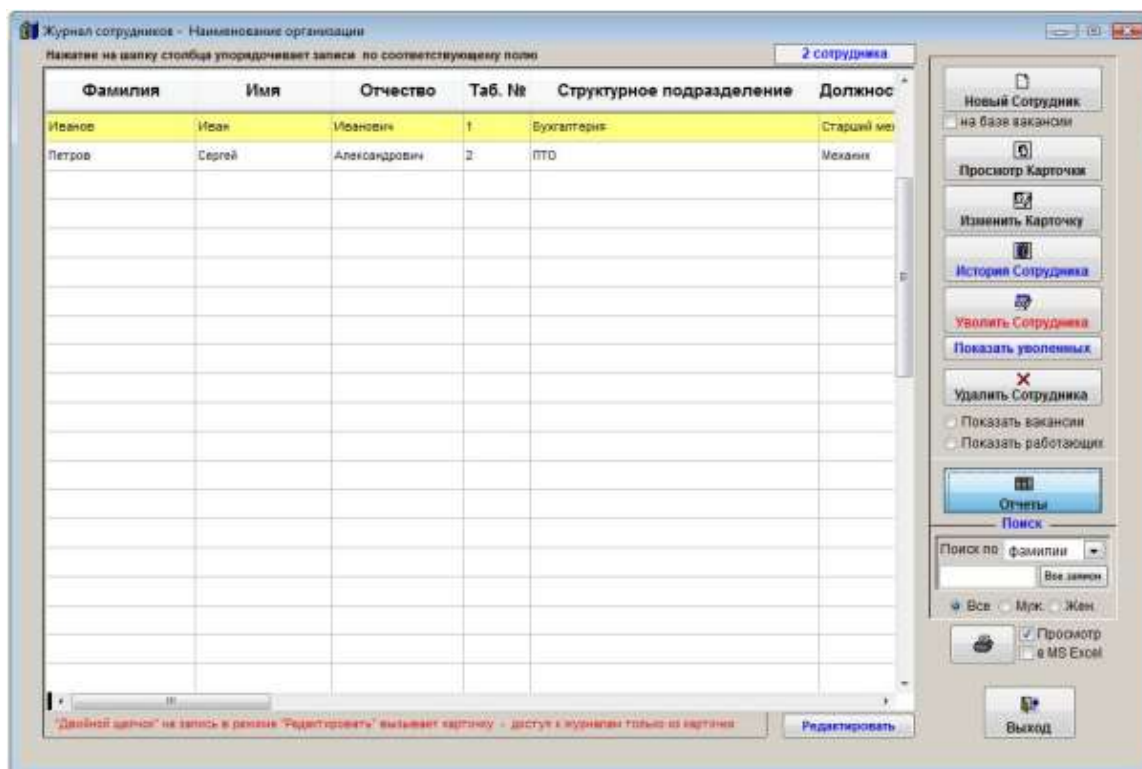 Журнал сотрудников - Наименование организации
Нажатие на шапку столбца упорядочивает записи по соответствующему полю
2 сотрудника
Фамилия Имя Отчество Таб. № Структурное подразделение Должнос
Иванов Иван Иванович 1 Бухгалтерия Старший мех
Петров Сергей Александрович 2 ПТО Механик
Новый Сотрудник
на базе вакансии
Просмотр Карточки
Изменить Карточку
История Сотрудника
Уволить Сотрудника
Показать уволенных
Удалить Сотрудника
Показать вакансии
Показать работающих
Отчеты
Поиск
Поиск по фамилии
Все записи
Все Муж. Жен.
Просмотр
в MS Excel
"Двойной щелчок" на запись в режиме "Редактировать" вызывает карточку - доступ к журналам только из карточки
Редактировать
Выход